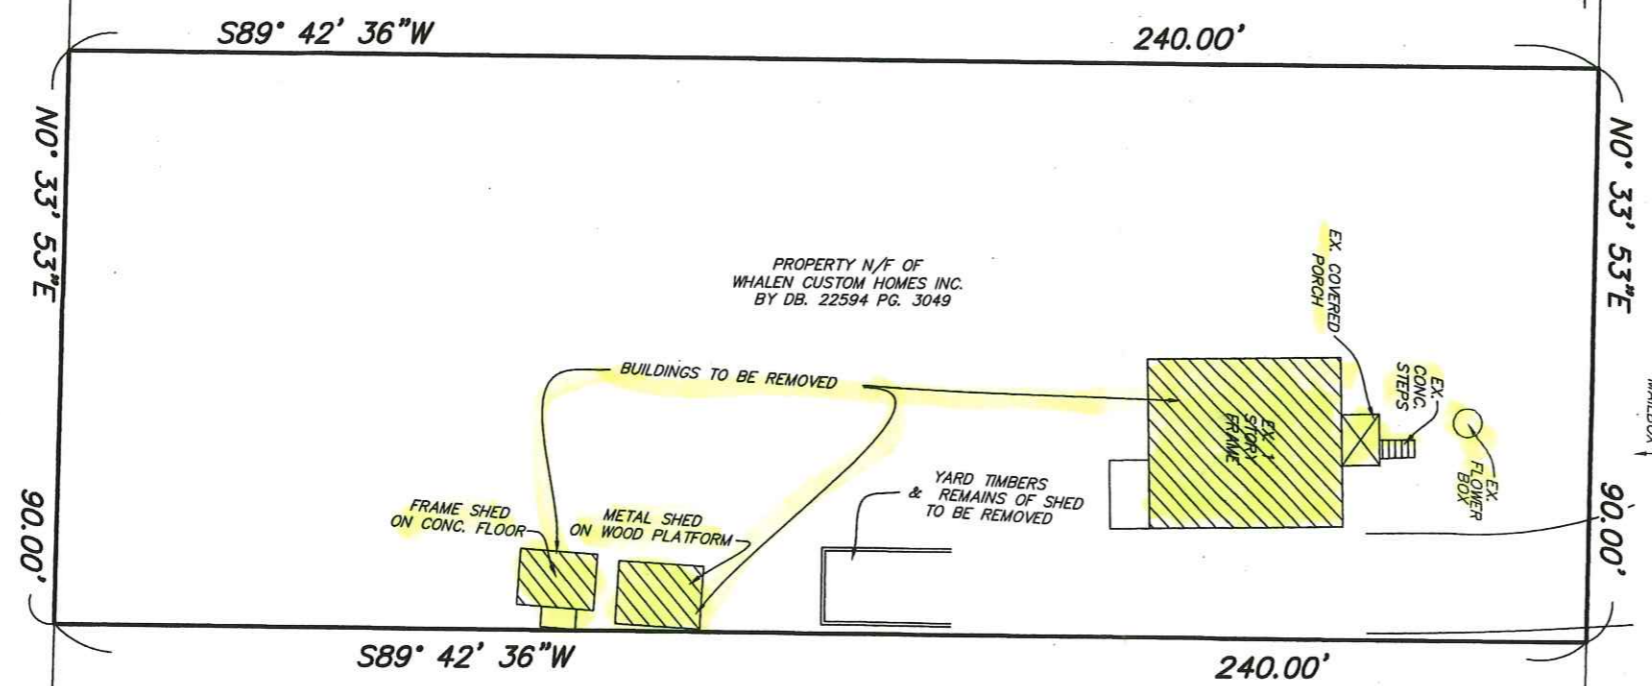 S89° 42' 36"W
240.00'
N0° 33' 53"E
90.00'
N0° 33' 53"E
90.00'
PROPERTY N/F OF
WHALEN CUSTOM HOMES INC.
BY DB. 22594 PG. 3049
EX. COVERED
PORCH
BUILDINGS TO BE REMOVED
EX.
CONC.
STEPS
EX. 1
STORY
FRAME
EX.
FLOWER
BOX
MAILBOX
YARD TIMBERS
& REMAINS OF SHED
TO BE REMOVED
FRAME SHED
ON CONC. FLOOR
METAL SHED
ON WOOD PLATFORM
S89° 42' 36"W
240.00'